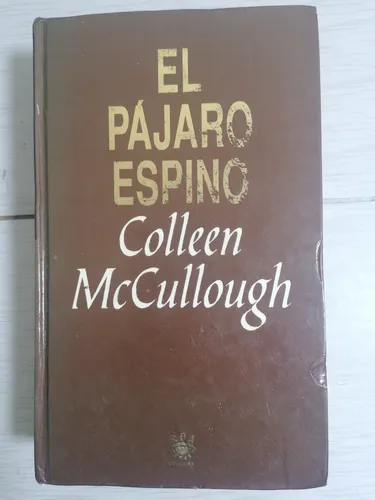 EL
PÁJARO
ESPINO
Colleen
McCullough